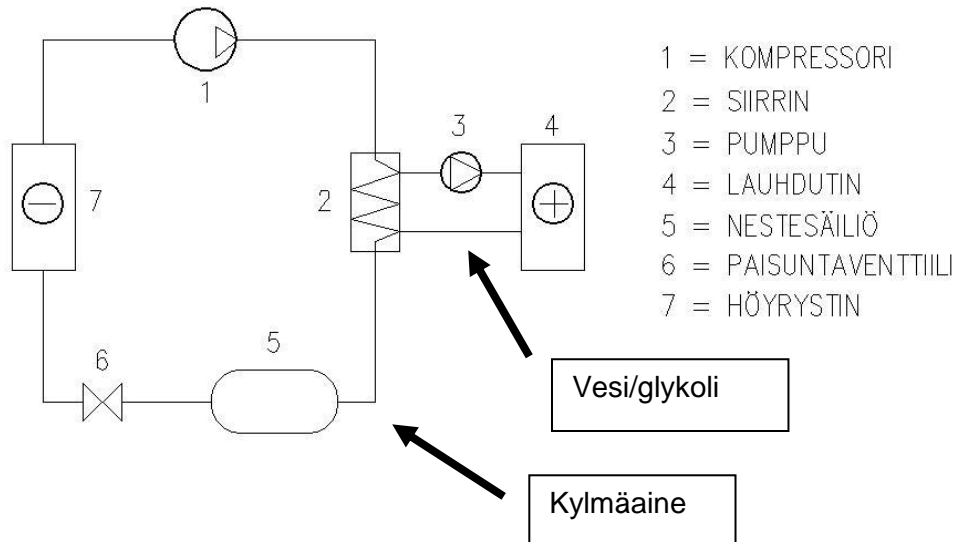 1
1 = KOMPRESSORI
2 = SIIRRIN
3 = PUMPPU
4 = LAUHDUTIN
5 = NESTESÄILIÖ
6 = PAISUNTAVENTTIILI
7 = HÖYRYSTIN
3
4
7
2
5
6
Vesi/glykoli
Kylmäaine